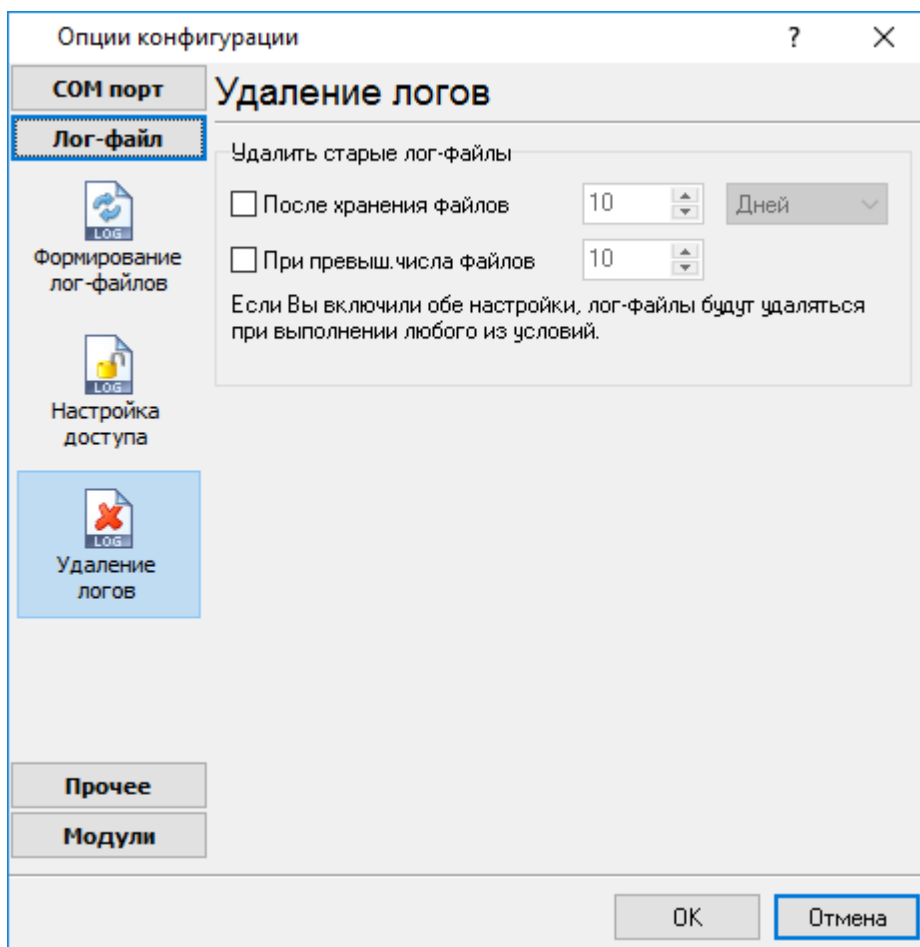 Опции конфигурации
?
COM порт
Лог-файл
LOG
Формирование
лог-файлов
LOG
Настройка
доступа
LOG
Удаление
логов
Прочее
Модули
Удаление логов
Удалить старые лог-файлы
После хранения файлов 10 Дней
При превыш.числа файлов 10
Если Вы включили обе настройки, лог-файлы будут удаляться
при выполнении любого из условий.
OK Отмена